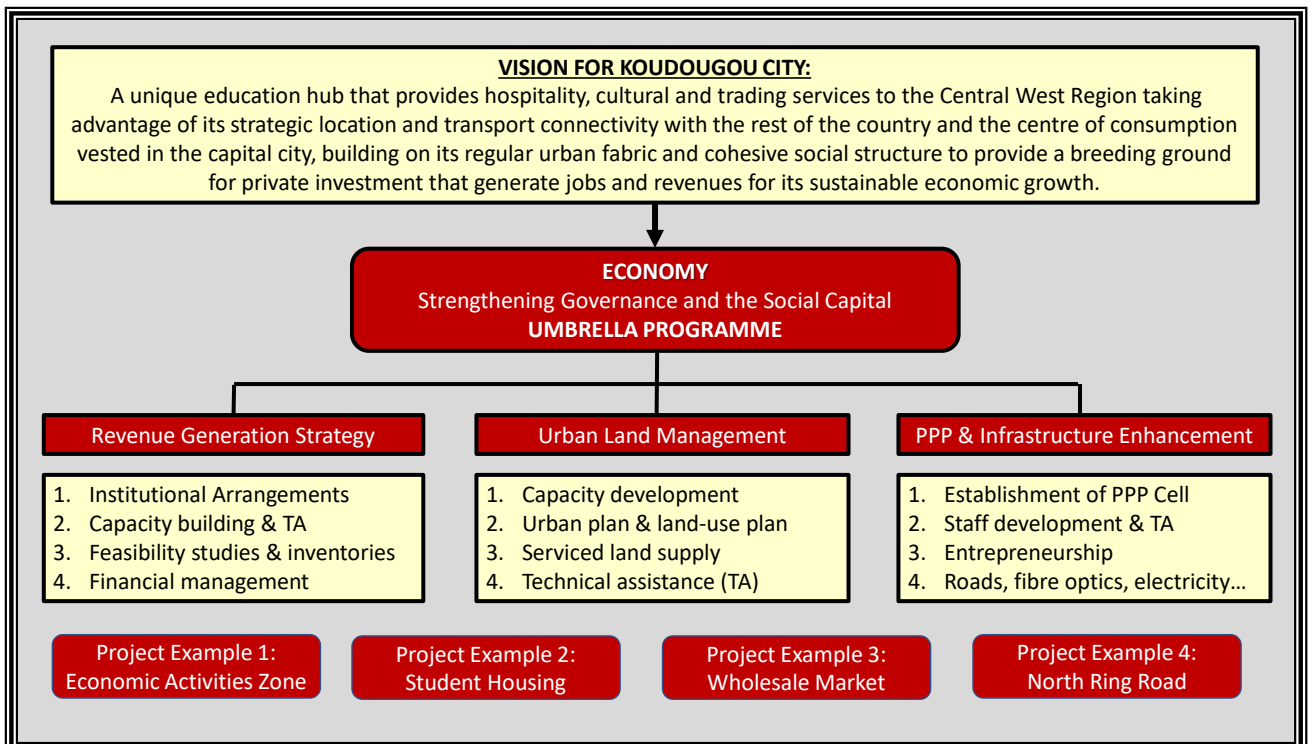 VISION FOR KOUDOUGOU CITY:
A unique education hub that provides hospitality, cultural and trading services to the Central West Region taking
advantage of its strategic location and transport connectivity with the rest of the country and the centre of consumption
vested in the capital city, building on its regular urban fabric and cohesive social structure to provide a breeding ground
for private investment that generate jobs and revenues for its sustainable economic growth.
ECONOMY
Strengthening Governance and the Social Capital
UMBRELLA PROGRAMME
Revenue Generation Strategy
1. Institutional Arrangements
2. Capacity building & TA
3. Feasibility studies & inventories
4. Financial management
Urban Land Management
1. Capacity development
2. Urban plan & land-use plan
3. Serviced land supply
4. Technical assistance (TA)
PPP & Infrastructure Enhancement
1. Establishment of PPP Cell
2. Staff development & TA
3. Entrepreneurship
4. Roads, fibre optics, electricity…
Project Example 1:
Economic Activities Zone
Project Example 2:
Student Housing
Project Example 3:
Wholesale Market
Project Example 4:
North Ring Road